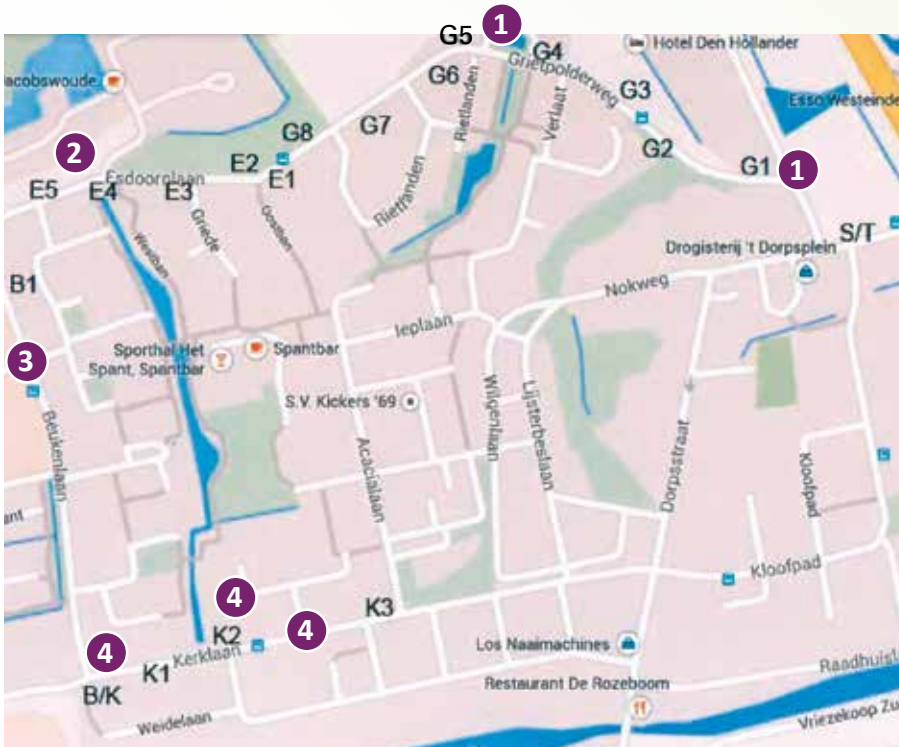 G5
1
G4
Grietpolderweg
Hotel Den Hollander
acobswoude
G6
Rietlanden
G3
Verlaat
Esso Westeinde
G8
G7
2
E2
G2
G1
1
E5
E4
Esdoornlaan
E3
E1
Rietlanden
Griede
Oosthen
S/T
Drogisterij 't Dorpsplein
B1
Nokweg
Ieplaan
Sporthal Het
Spant, Spantbar
Spantbar
3
S.V. Kickers '69
Wilgenlaan
Lijsterbeslaan
Beukenlaan
Acacialaan
Dorpsstraat
Kloofpad
ant
Kloofpad
4
K3
K2
4
4
Kerklaan
Los Naaimachines
K1
B/K
Raadhuisl
Restaurant De Rozeboom
Weidelaan
Vriezekoop Zu